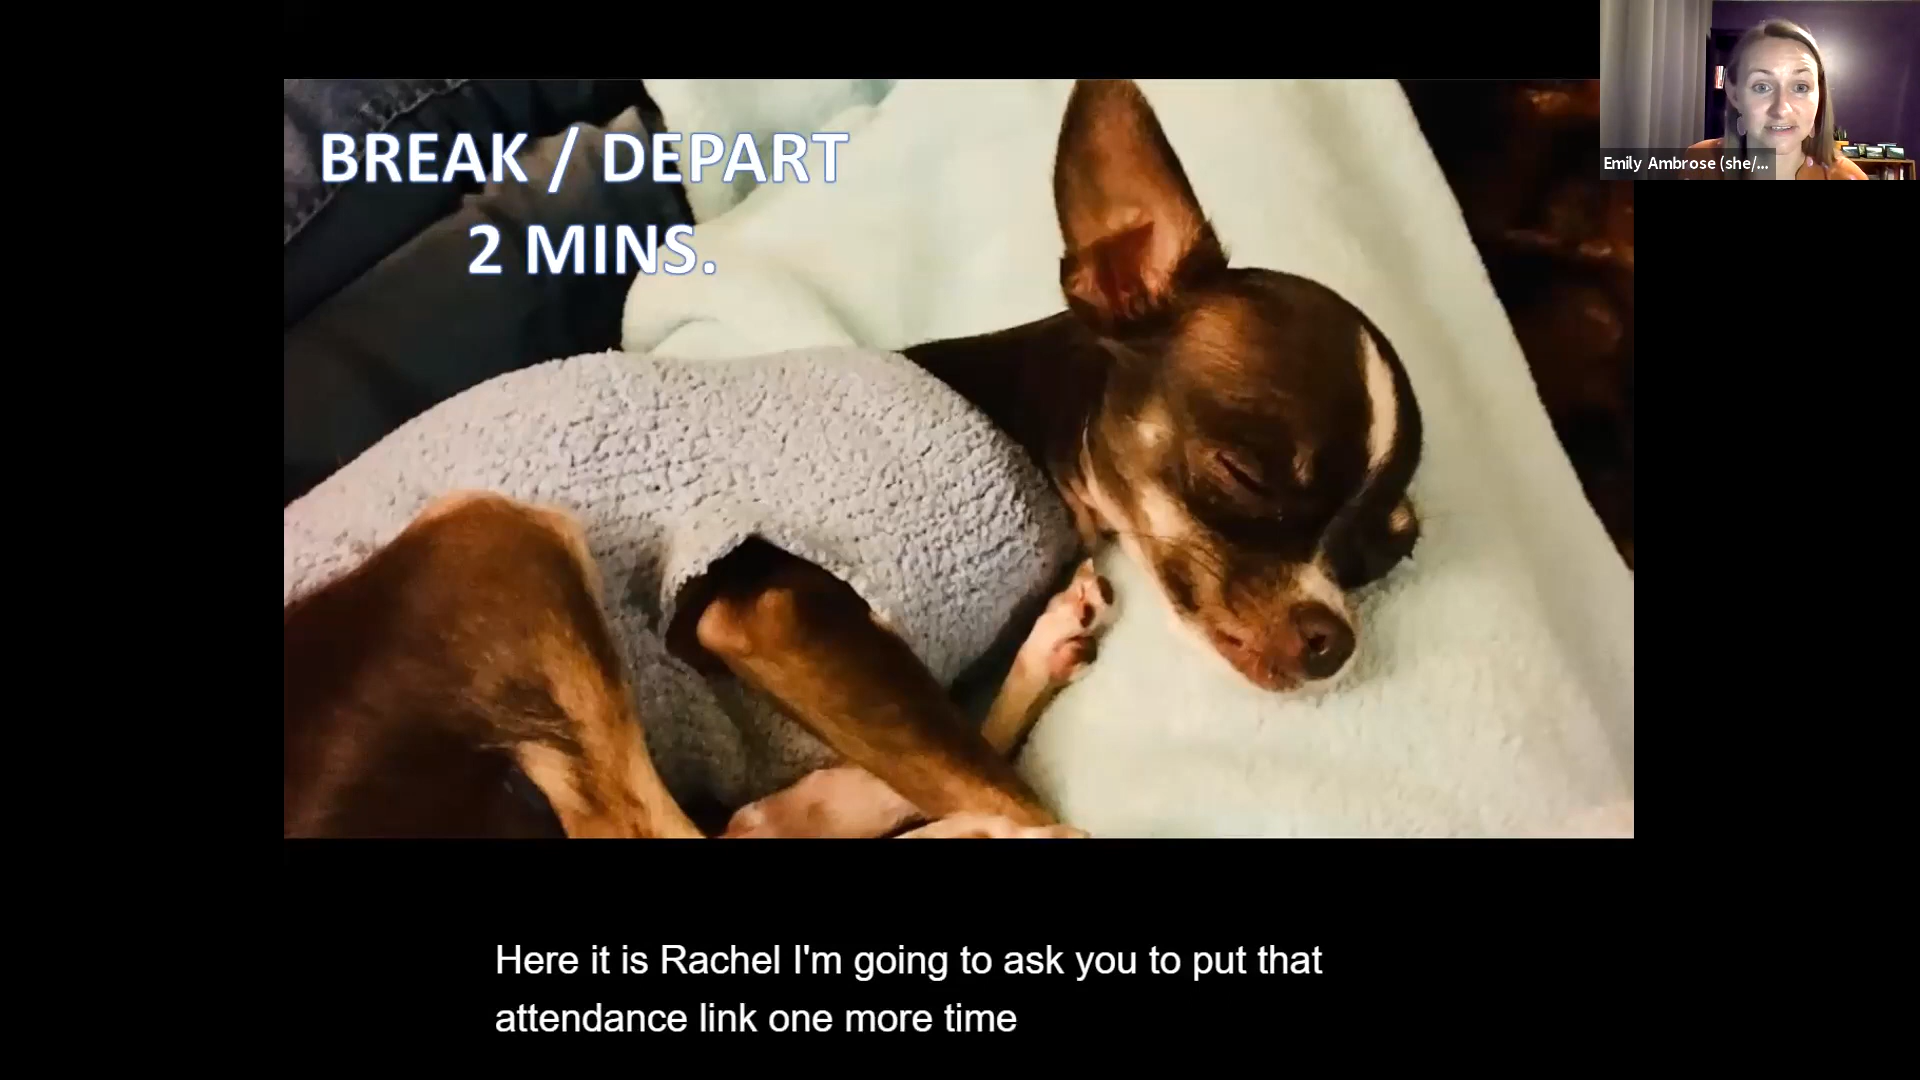 BREAK / DEPART
2 MINS.
Emily Ambrose (she/...
Here it is Rachel I'm going to ask you to put that
attendance link one more time